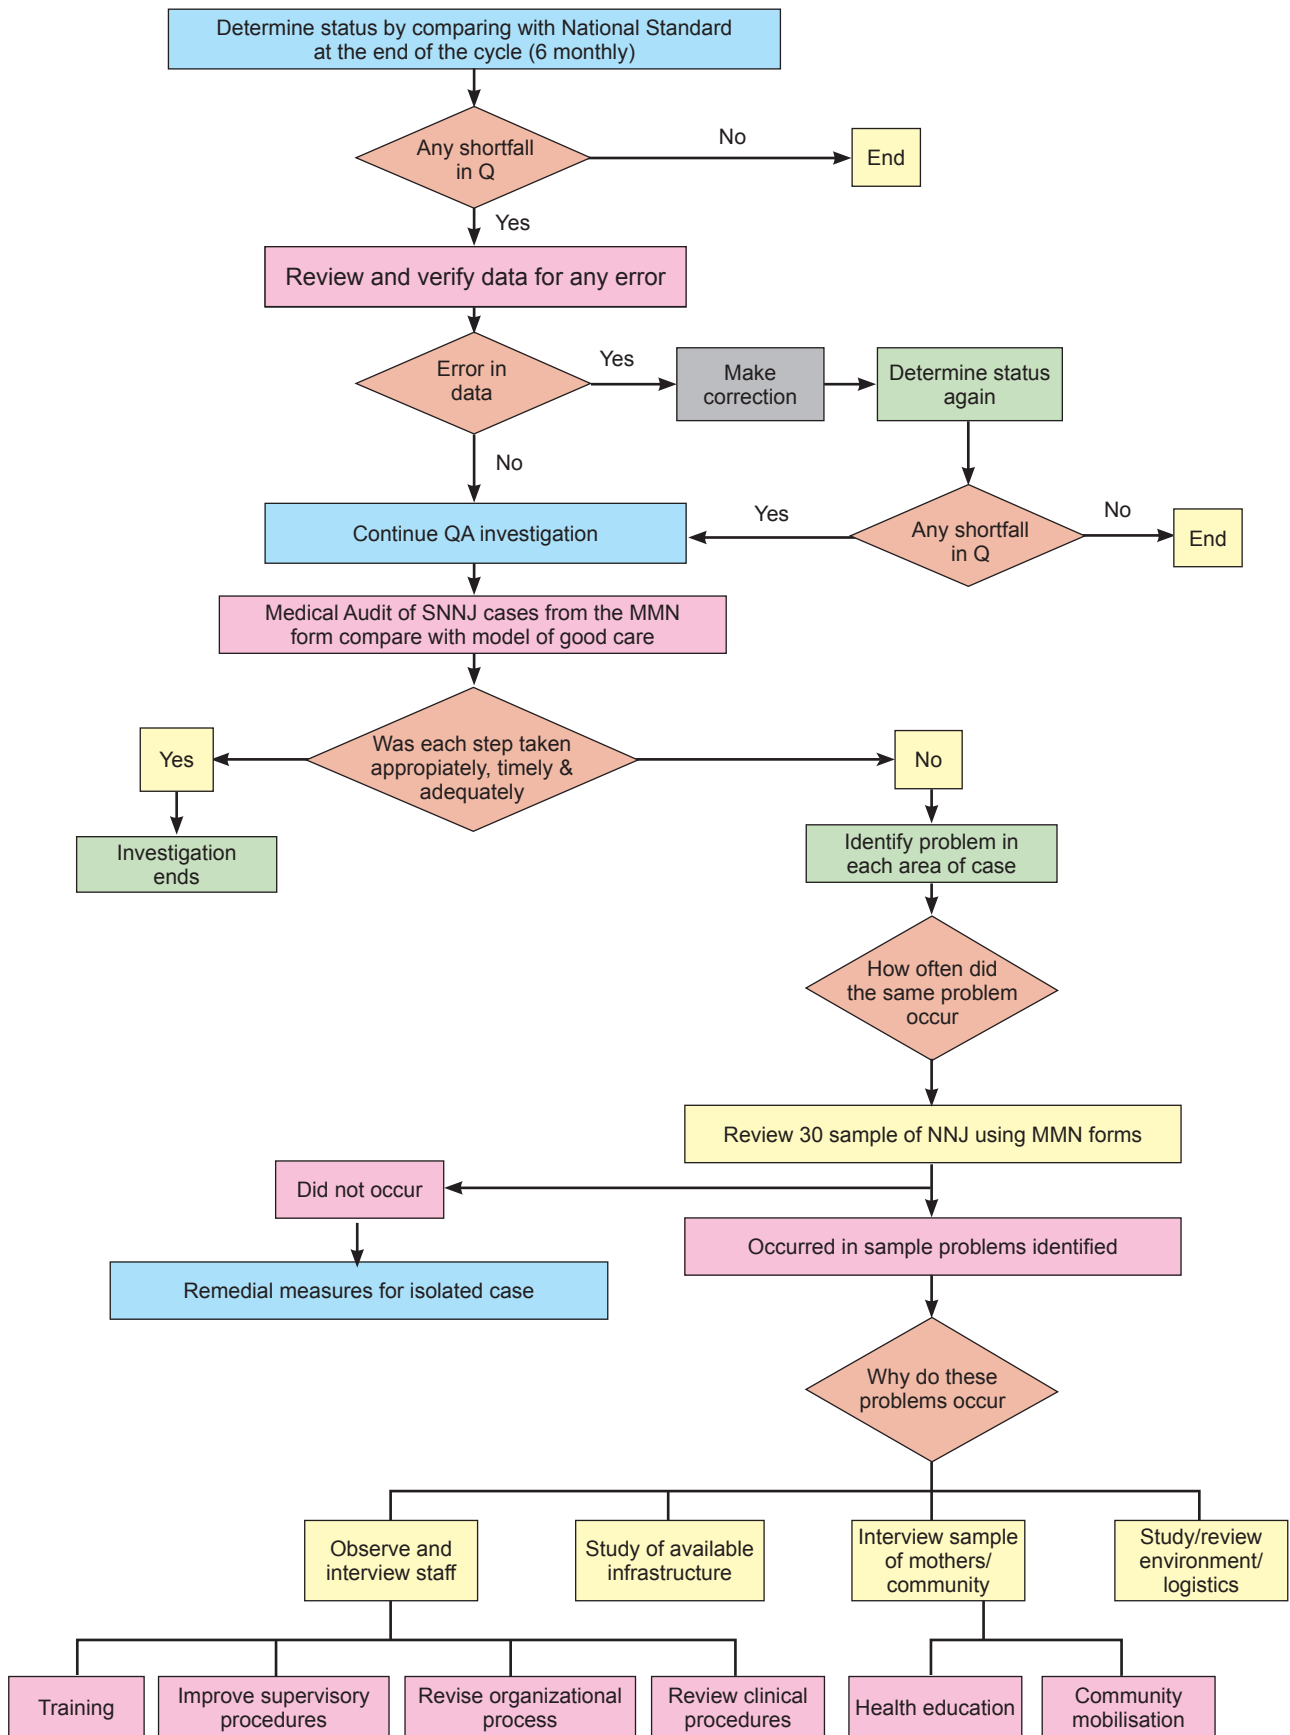 Determine status by comparing with National Standard
at the end of the cycle (6 monthly)
Any shortfall
in Q
No
End
Yes
Review and verify data for any error
Error in
data
Yes
Make
correction
Determine status
again
No
Continue QA investigation
Yes
Any shortfall
in Q
No
End
Medical Audit of SNNJ cases from the MMN
form compare with model of good care
Yes
Was each step taken
appropiately, timely &
adequately
No
Investigation
ends
Identify problem in
each area of case
How often did
the same problem
occur
Review 30 sample of NNJ using MMN forms
Did not occur
Occurred in sample problems identified
Remedial measures for isolated case
Why do these
problems occur
Observe and
interview staff
Study of available
infrastructure
Interview sample
of mothers/
community
Study/review
environment/
logistics
Training
Improve supervisory
procedures
Revise organizational
process
Review clinical
procedures
Health education
Community
mobilisation